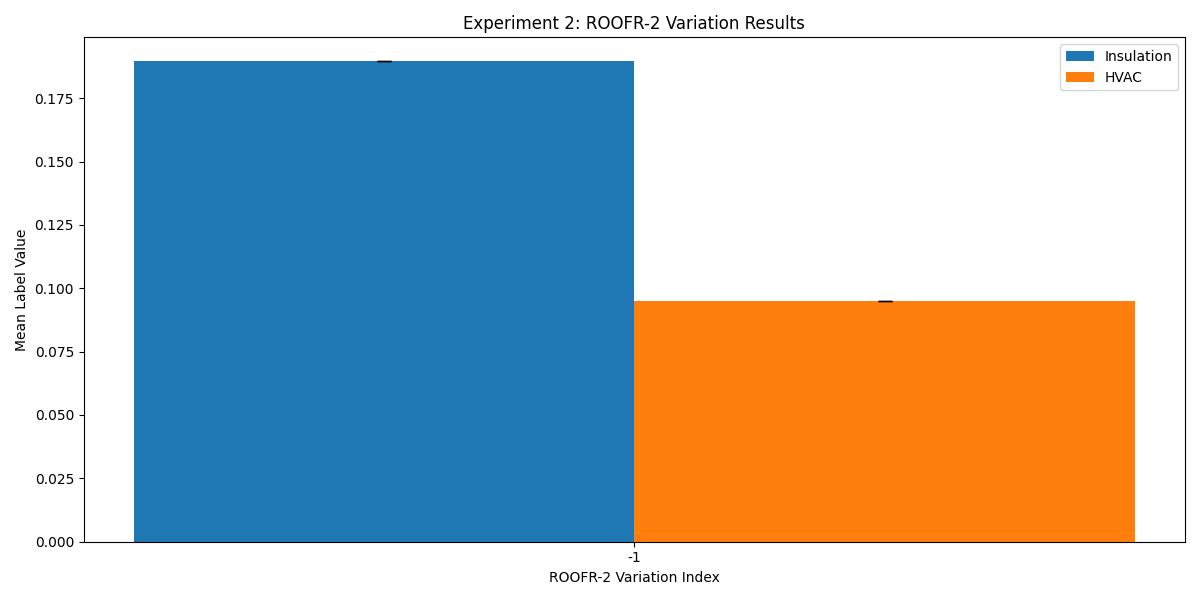 Experiment 2: ROOFR-2 Variation Results
Insulation
HVAC
Mean Label Value
0.175
0.150
0.125
0.100
0.075
0.050
0.025
0.000
-1
ROOFR-2 Variation Index